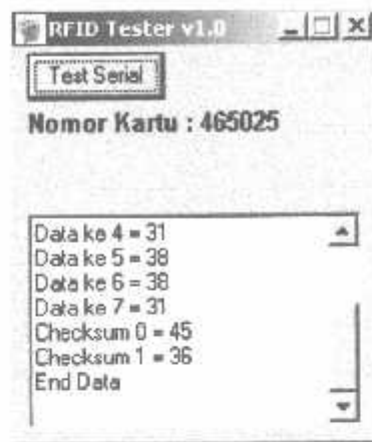 RFID Tester v1.0
Test Serial
Nomor Kartu : 465025
Data ke 4 = 31
Data ke 5 = 38
Data ke 6 = 38
Data ke 7 = 31
Checksum 0 = 45
Checksum 1 = 36
End Data